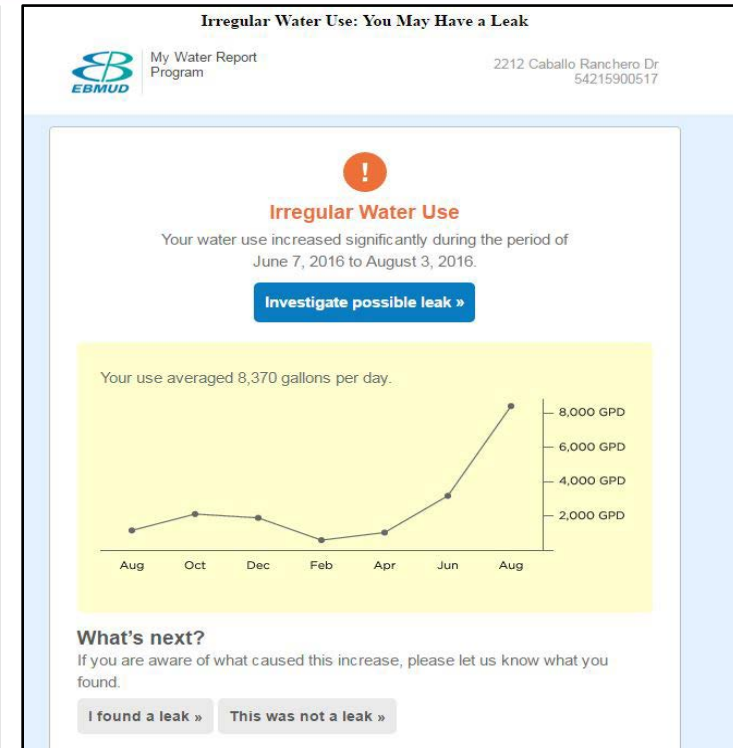 Irregular Water Use: You May Have a Leak
EBMUD
My Water Report
Program
2212 Caballo Ranchero Dr
54215900517
!
Irregular Water Use
Your water use increased significantly during the period of
June 7, 2016 to August 3, 2016.
Investigate possible leak »
Your use averaged 8,370 gallons per day.
8,000 GPD
6,000 GPD
4,000 GPD
2,000 GPD
Aug Oct Dec Feb Apr Jun Aug
What's next?
If you are aware of what caused this increase, please let us know what you
found.
I found a leak » This was not a leak »